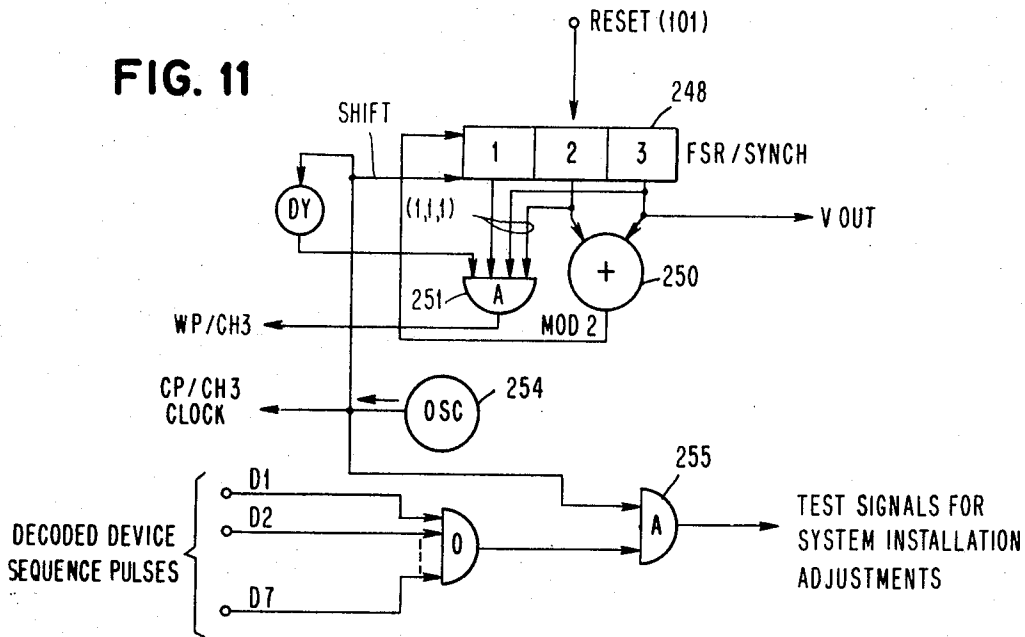 FIG. 11
RESET (101)
248
SHIFT
1 2 3
FSR/SYNCH
DY
(1,1,1)
V OUT
+
250
251
A
MOD 2
WP/CH3
CP/CH3
CLOCK
OSC
254
255
D1
D2
D7
O
A
DECODED DEVICE
SEQUENCE PULSES
TEST SIGNALS FOR
SYSTEM INSTALLATION
ADJUSTMENTS